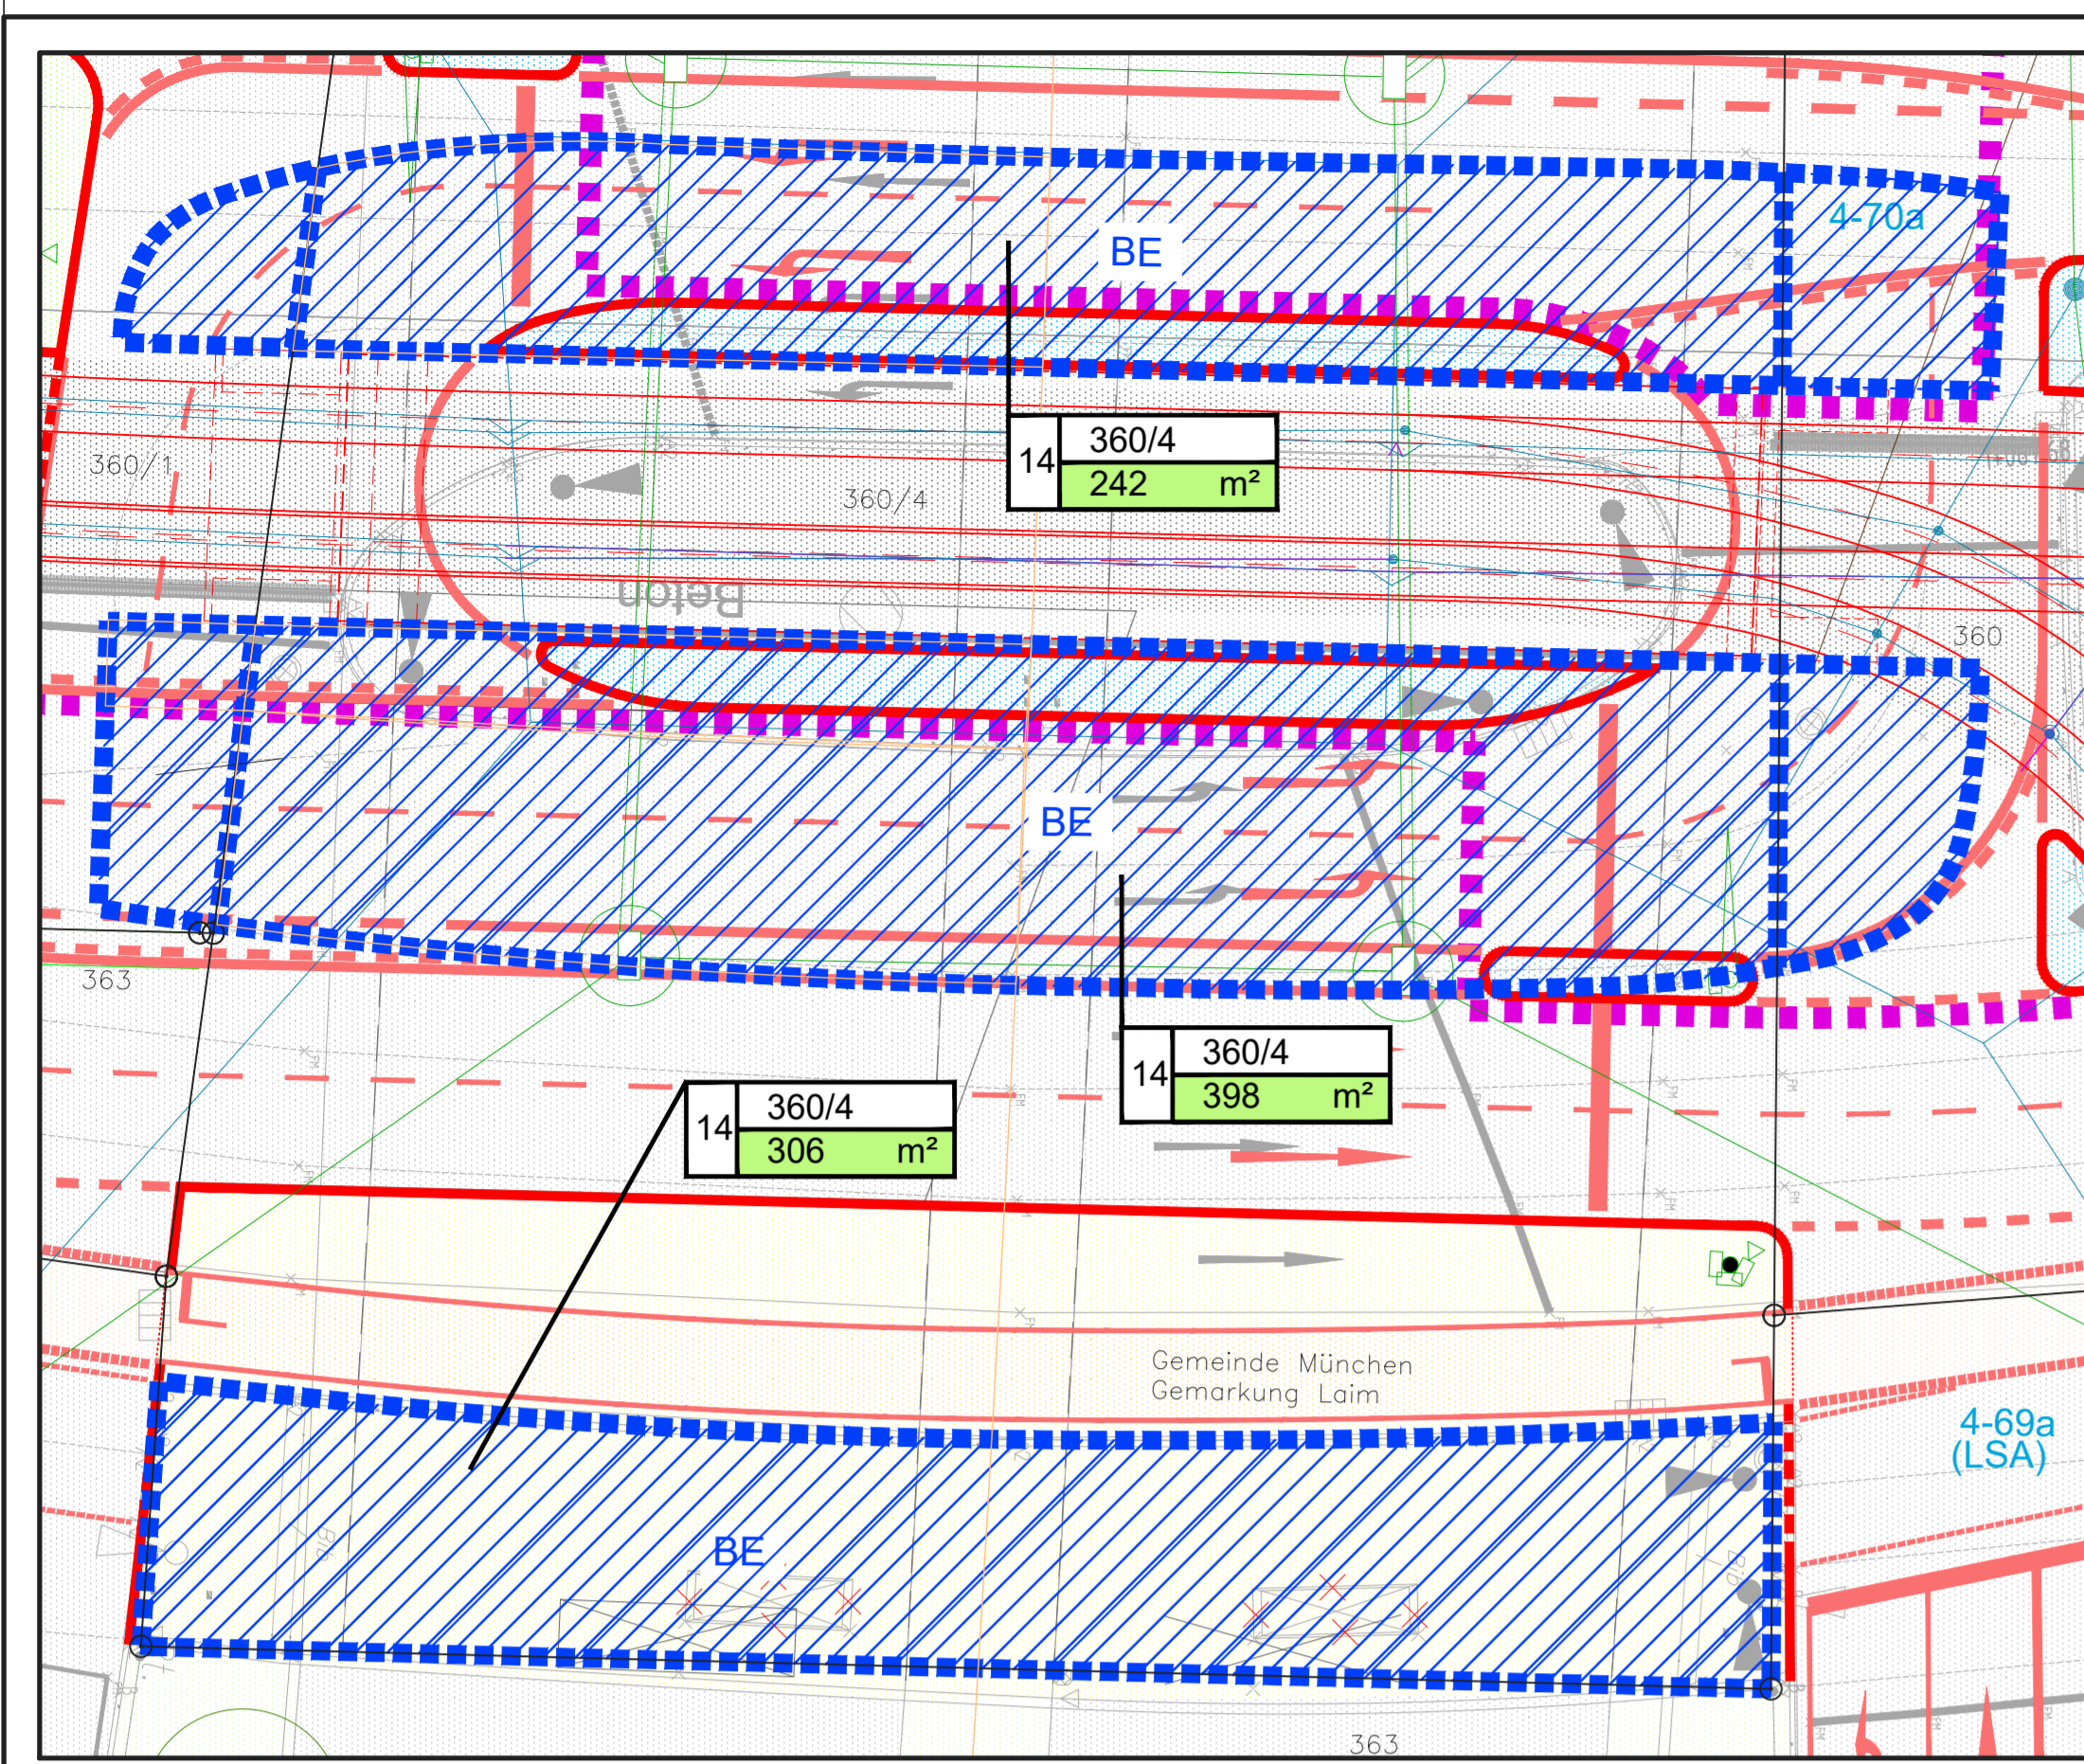 4-70a
BE
14
360/4
242 m²
360/1
360/4
Beton
360
BE
363
14
360/4
398 m²
14
360/4
306 m²
Gemeinde München
Gemarkung Laim
4-69a
(LSA)
BE
363